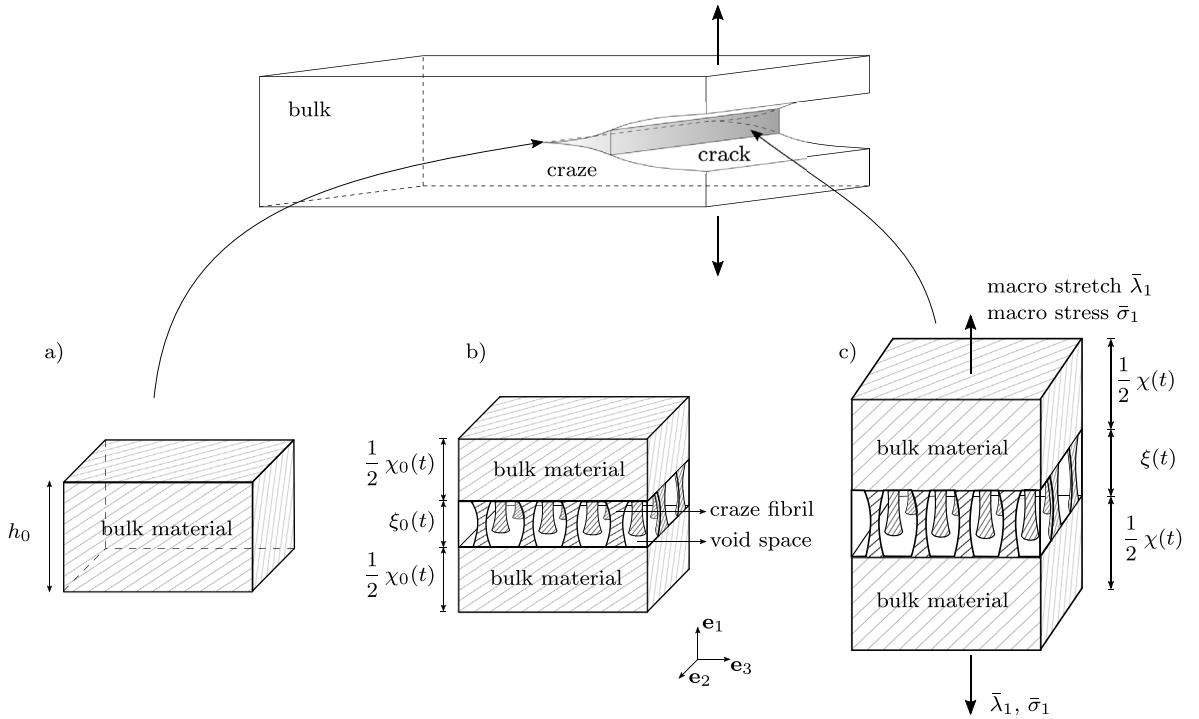 bulk
crack
craze
macro stretch λ̄₁
macro stress σ̄₁
a)
b)
c)
h₀
bulk material
1/2 χ₀(t)
ξ₀(t)
1/2 χ₀(t)
bulk material
craze fibril
void space
bulk material
e₁
e₂
e₃
1/2 χ(t)
ξ(t)
1/2 χ(t)
bulk material
bulk material
λ̄₁, σ̄₁